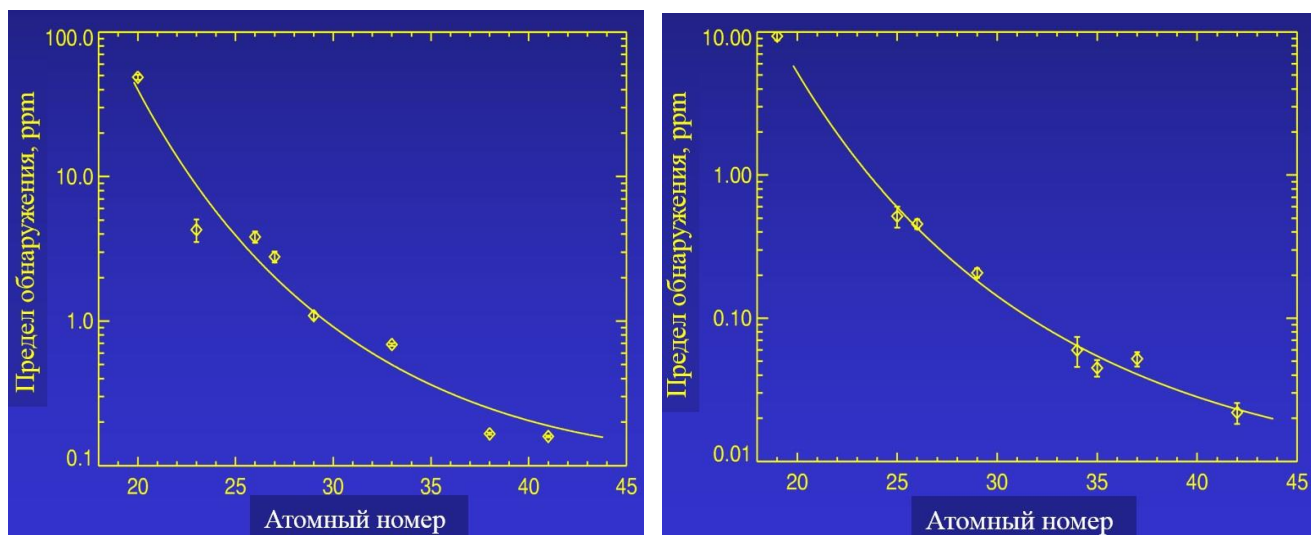 Предел обнаружения, ppm
100.0
10.0
1.0
0.1
20 25 30 35 40 45
Атомный номер
Предел обнаружения, ppm
10.00
1.00
0.10
0.01
20 25 30 35 40 45
Атомный номер